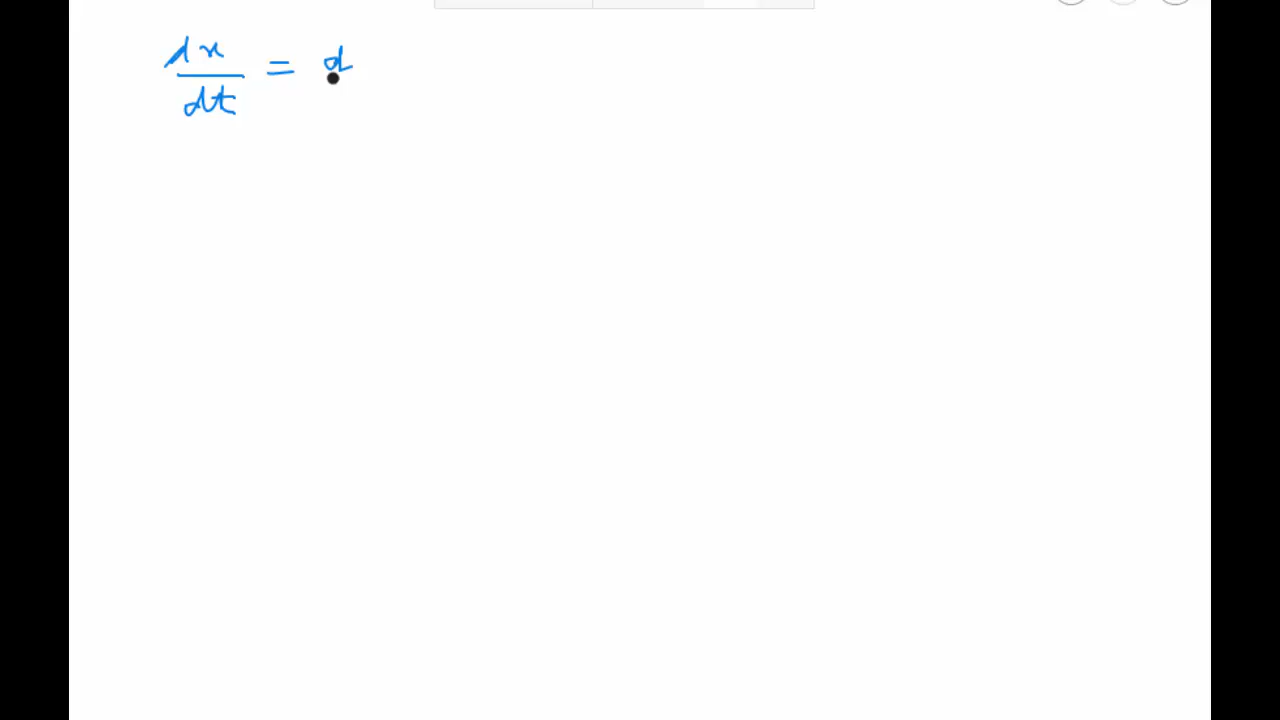 dx/dt = d